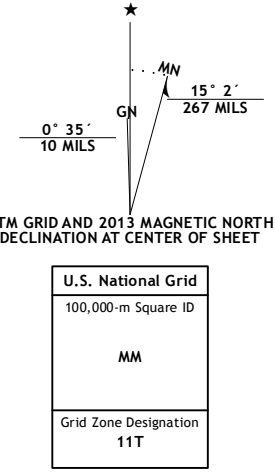 MN
GN
15° 2´
267 MILS
0° 35´
10 MILS
TM GRID AND 2013 MAGNETIC NORTH
DECLINATION AT CENTER OF SHEET
U.S. National Grid
100,000-m Square ID
MM
Grid Zone Designation
11T